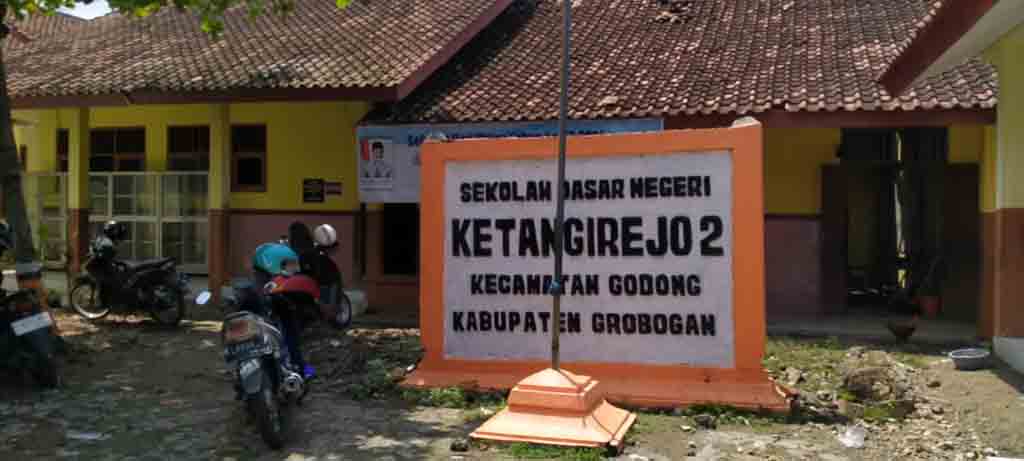 SEKOLAH DASAR NEGERI
KETANGIREJO 2
KECAMATAN GODONG
KABUPATEN GROBOGAN